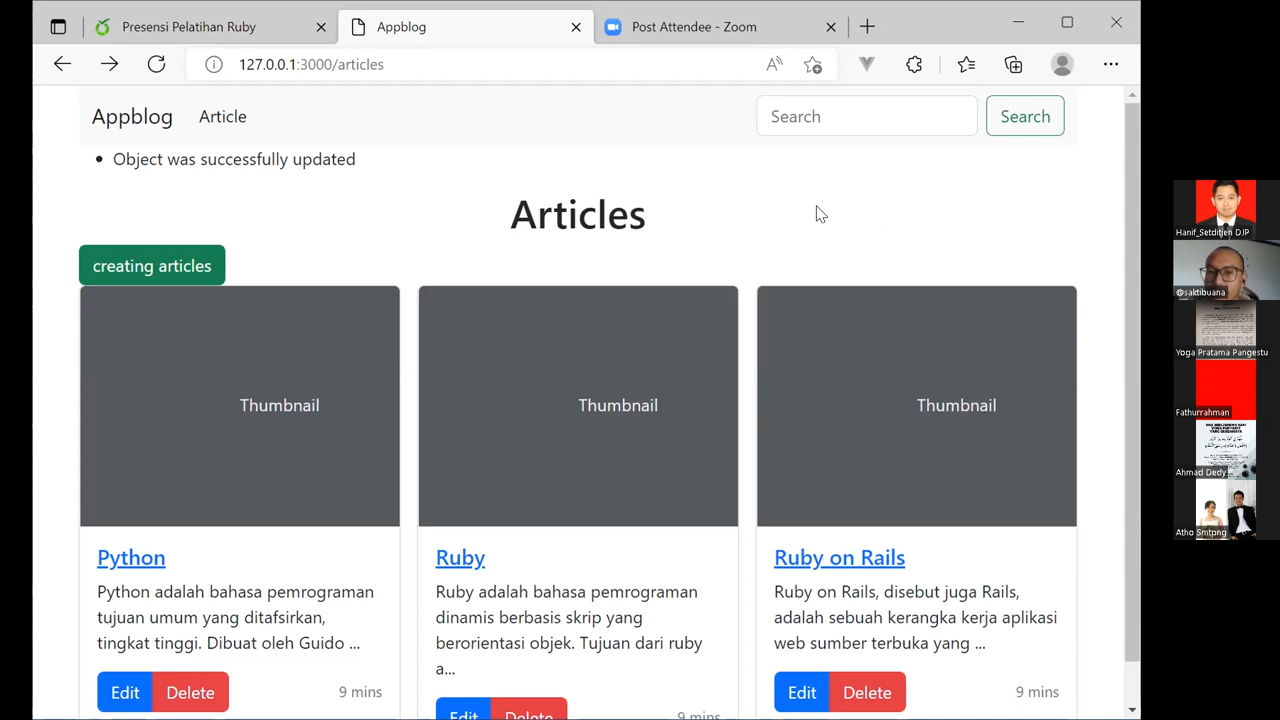 Presensi Pelatihan Ruby
Appblog
Post Attendee - Zoom
127.0.0.1:3000/articles
Appblog
Article
Search
Search
Object was successfully updated
Articles
creating articles
Thumbnail
Thumbnail
Thumbnail
Python
Python adalah bahasa pemrograman
tujuan umum yang ditafsirkan,
tingkat tinggi. Dibuat oleh Guido ...
Edit
Delete
9 mins
Ruby
Ruby adalah bahasa pemrograman
dinamis berbasis skrip yang
berorientasi objek. Tujuan dari ruby
a...
Edit
Delete
9 mins
Ruby on Rails
Ruby on Rails, disebut juga Rails,
adalah sebuah kerangka kerja aplikasi
web sumber terbuka yang ...
Edit
Delete
9 mins
Hanif_Setditjen DJP
@saktibuana
Yoga Pratama Pangestu
Fathurrahman
Ahmad Dedy
Atho Smtpng